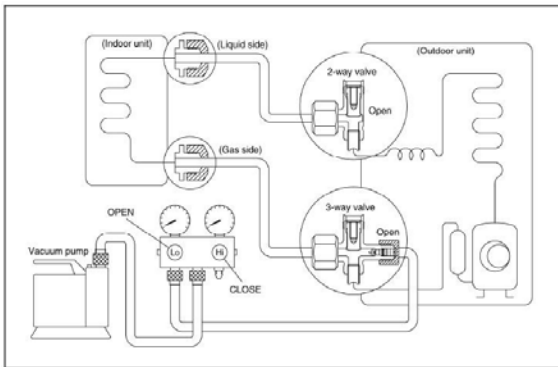 (Indoor unit)
(Liquid side)
(Outdoor unit)
2-way valve
Open
(Gas side)
3-way valve
OPEN
Open
Vacuum pump
Lo
Hi
CLOSE